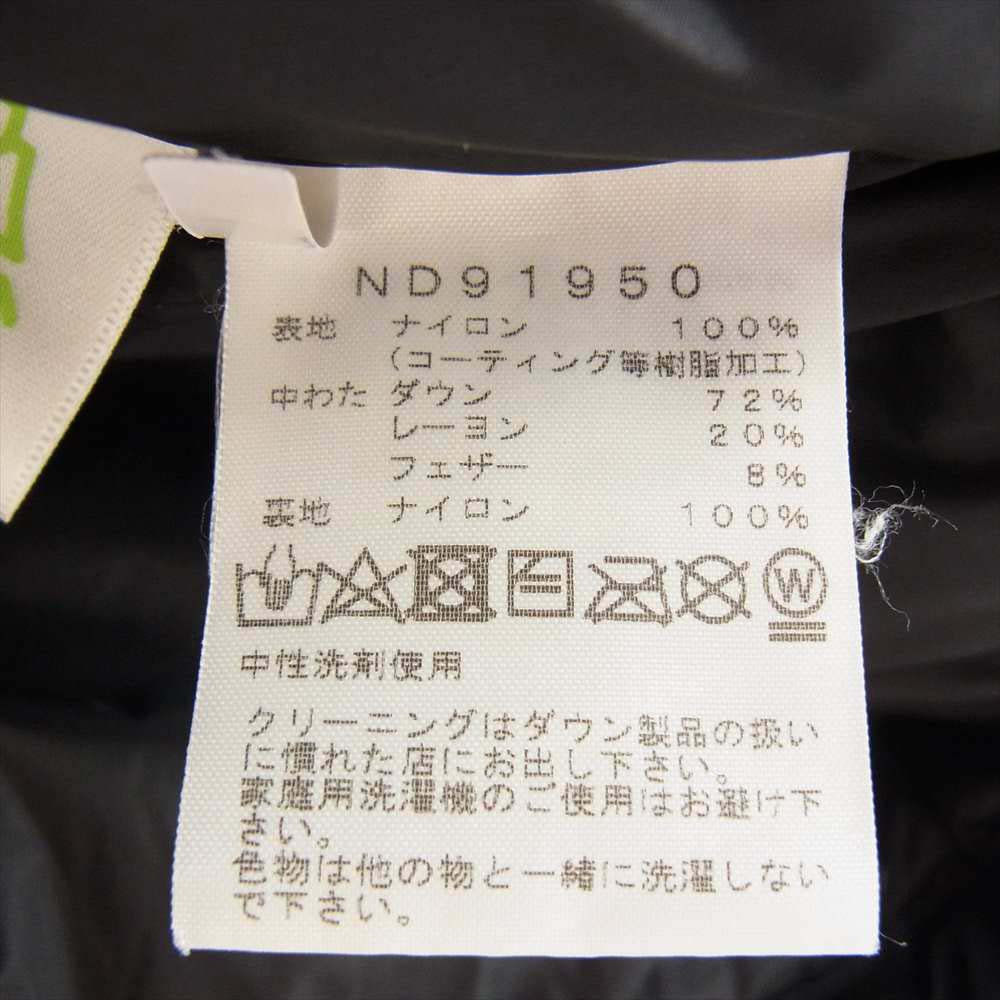 ND91950
表地 ナイロン 100%
(コーティング等樹脂加工)
中わた ダウン 72%
レーヨン 20%
フェザー 8%
裏地 ナイロン 100%
W
中性洗剤使用
クリーニングはダウン製品の扱い
に慣れた店にお出し下さい。
家庭用洗濯機のご使用はお避け下
さい。
色物は他の物と一緒に洗濯しない
で下さい。